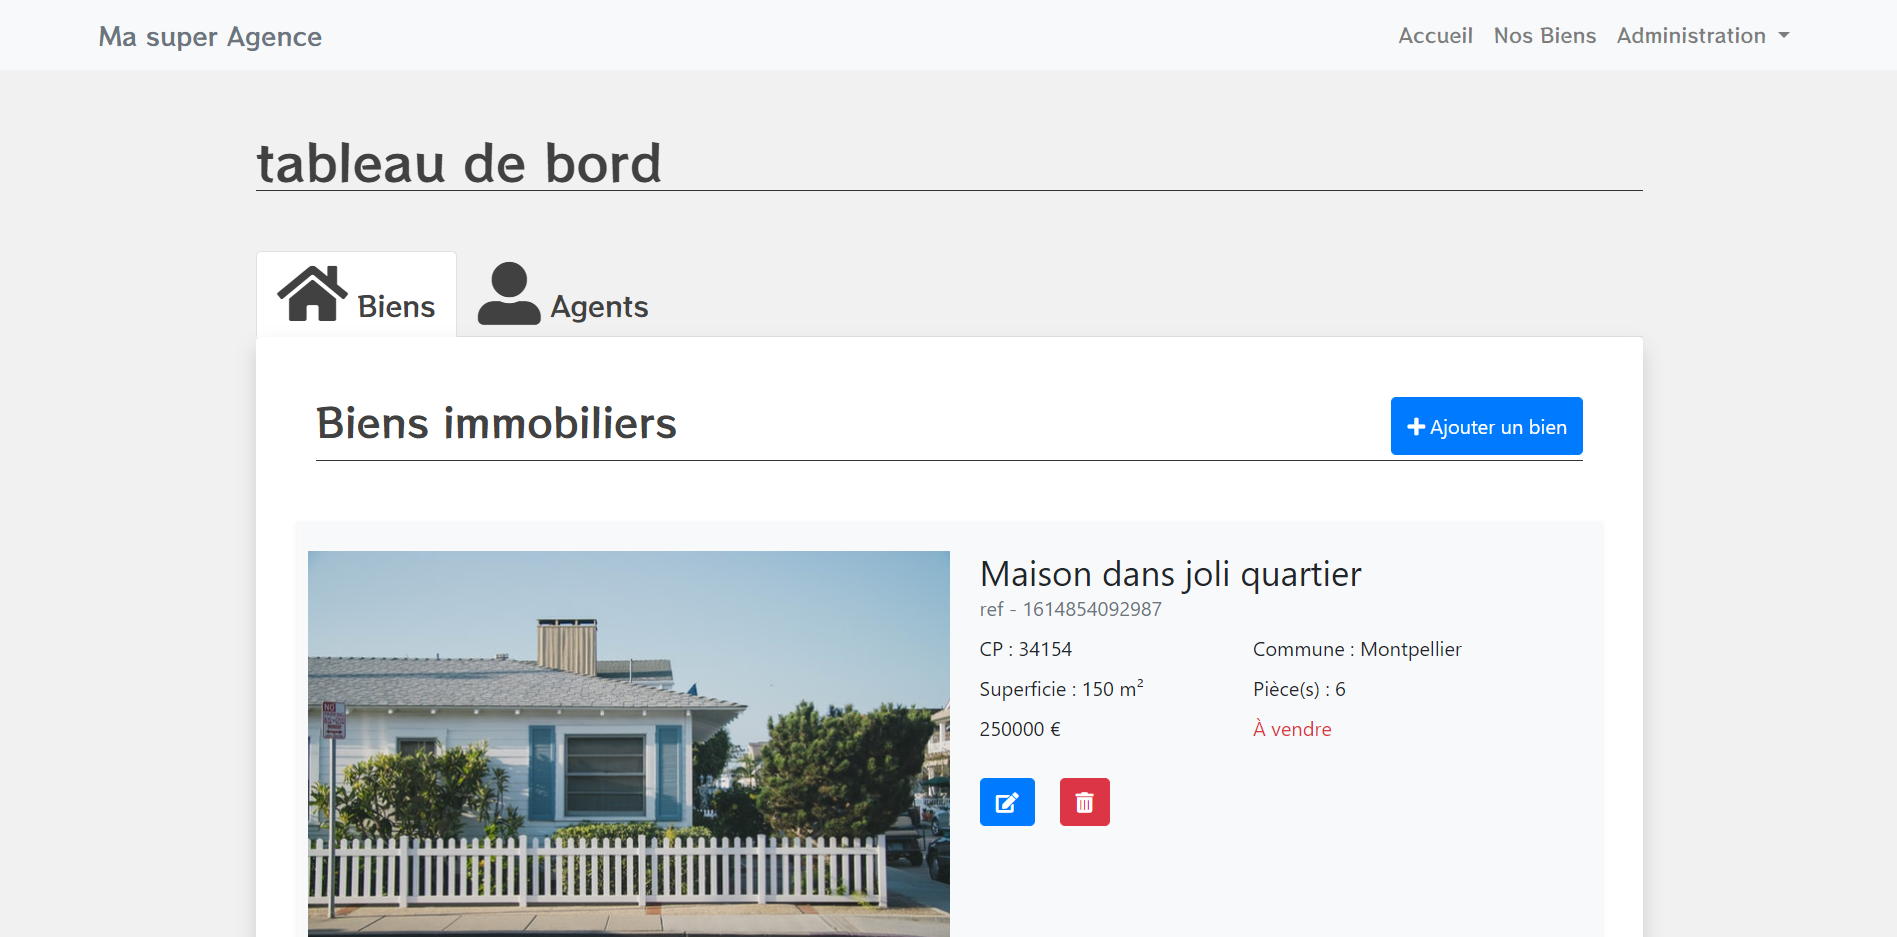 Ma super Agence
Accueil Nos Biens Administration
tableau de bord
Biens Agents
Biens immobiliers
Ajouter un bien
Maison dans joli quartier
ref - 1614854092987
CP : 34154 Commune : Montpellier
Superficie : 150 m² Pièce(s) : 6
250000 € À vendre
NO